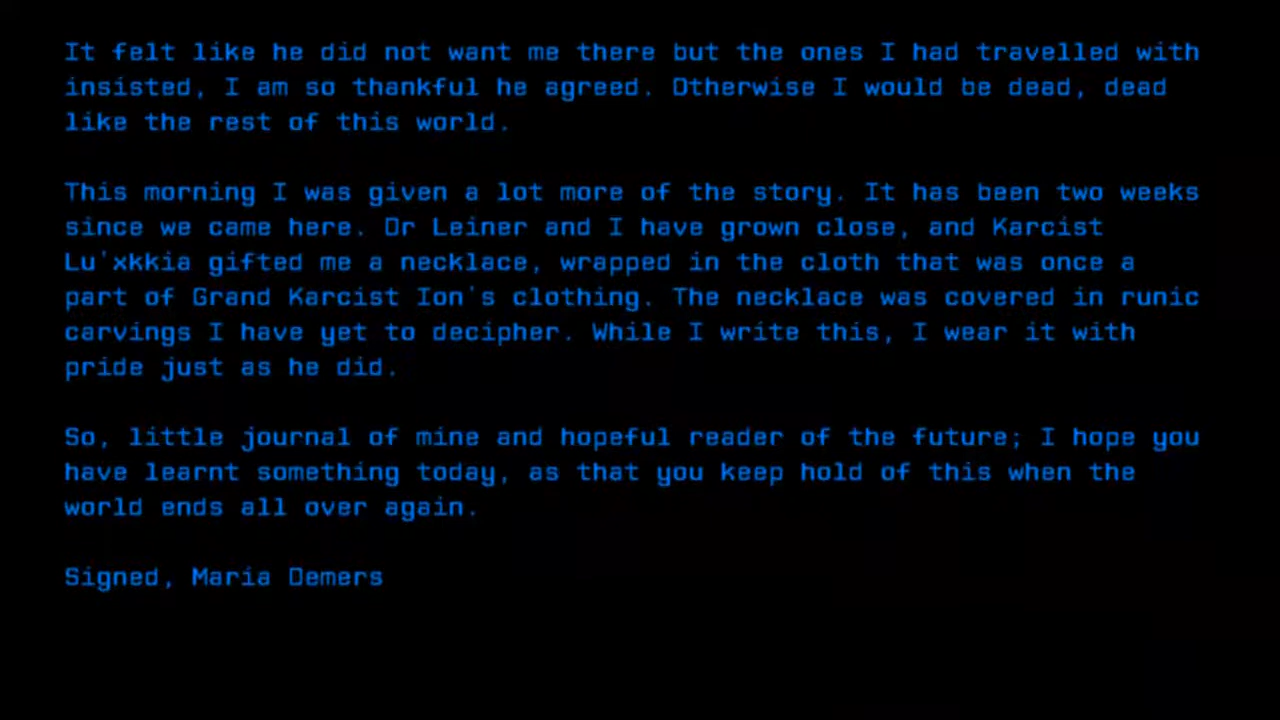 It felt like he did not want me there but the ones I had travelled with
insisted, I am so thankful he agreed. Otherwise I would be dead, dead
like the rest of this world.
This morning I was given a lot more of the story. It has been two weeks
since we came here. Dr Leiner and I have grown close, and Karcist
Lu'xkkia gifted me a necklace, wrapped in the cloth that was once a
part of Grand Karcist Ion's clothing. The necklace was covered in runic
carvings I have yet to decipher. While I write this, I wear it with
pride just as he did.
So, little journal of mine and hopeful reader of the future; I hope you
have learnt something today, as that you keep hold of this when the
world ends all over again.
Signed, Maria Demers